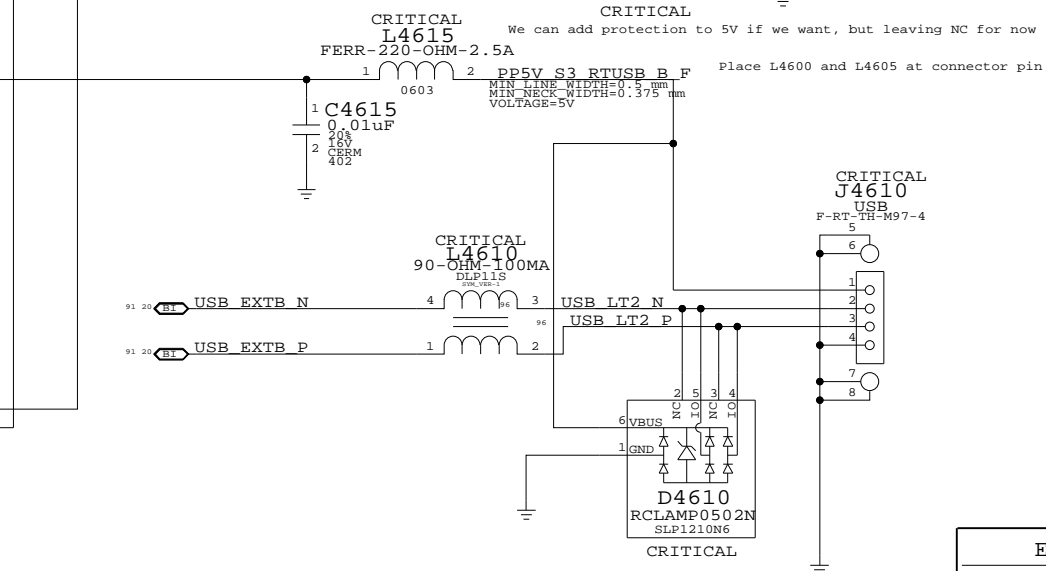 CRITICAL
L4615
FERR-220-OHM-2.5A
1 2
0603
CRITICAL
We can add protection to 5V if we want, but leaving NC for now
Place L4600 and L4605 at connector pin
PP5V_S3_RTUSB_B_F
MIN_LINE_WIDTH=0.5 mm
MIN_NECK_WIDTH=0.375 mm
VOLTAGE=5V
1
C4615
0.01uF
20%
16V
2
CERM
402
CRITICAL
J4610
USB
F-RT-TH-M97-4
5
6
1
2
3
4
7
8
CRITICAL
L4610
90-OHM-100MA
DLP11S
SYM_VER-1
91 20 BI USB_EXTB_N 4 3 96 USB_LT2_N
96 USB_LT2_P
91 20 BI USB_EXTB_P 1 2
2 5 3 4
NC IO NC IO
6 VBUS
1 GND
D4610
RCLAMP0502N
SLP1210N6
CRITICAL